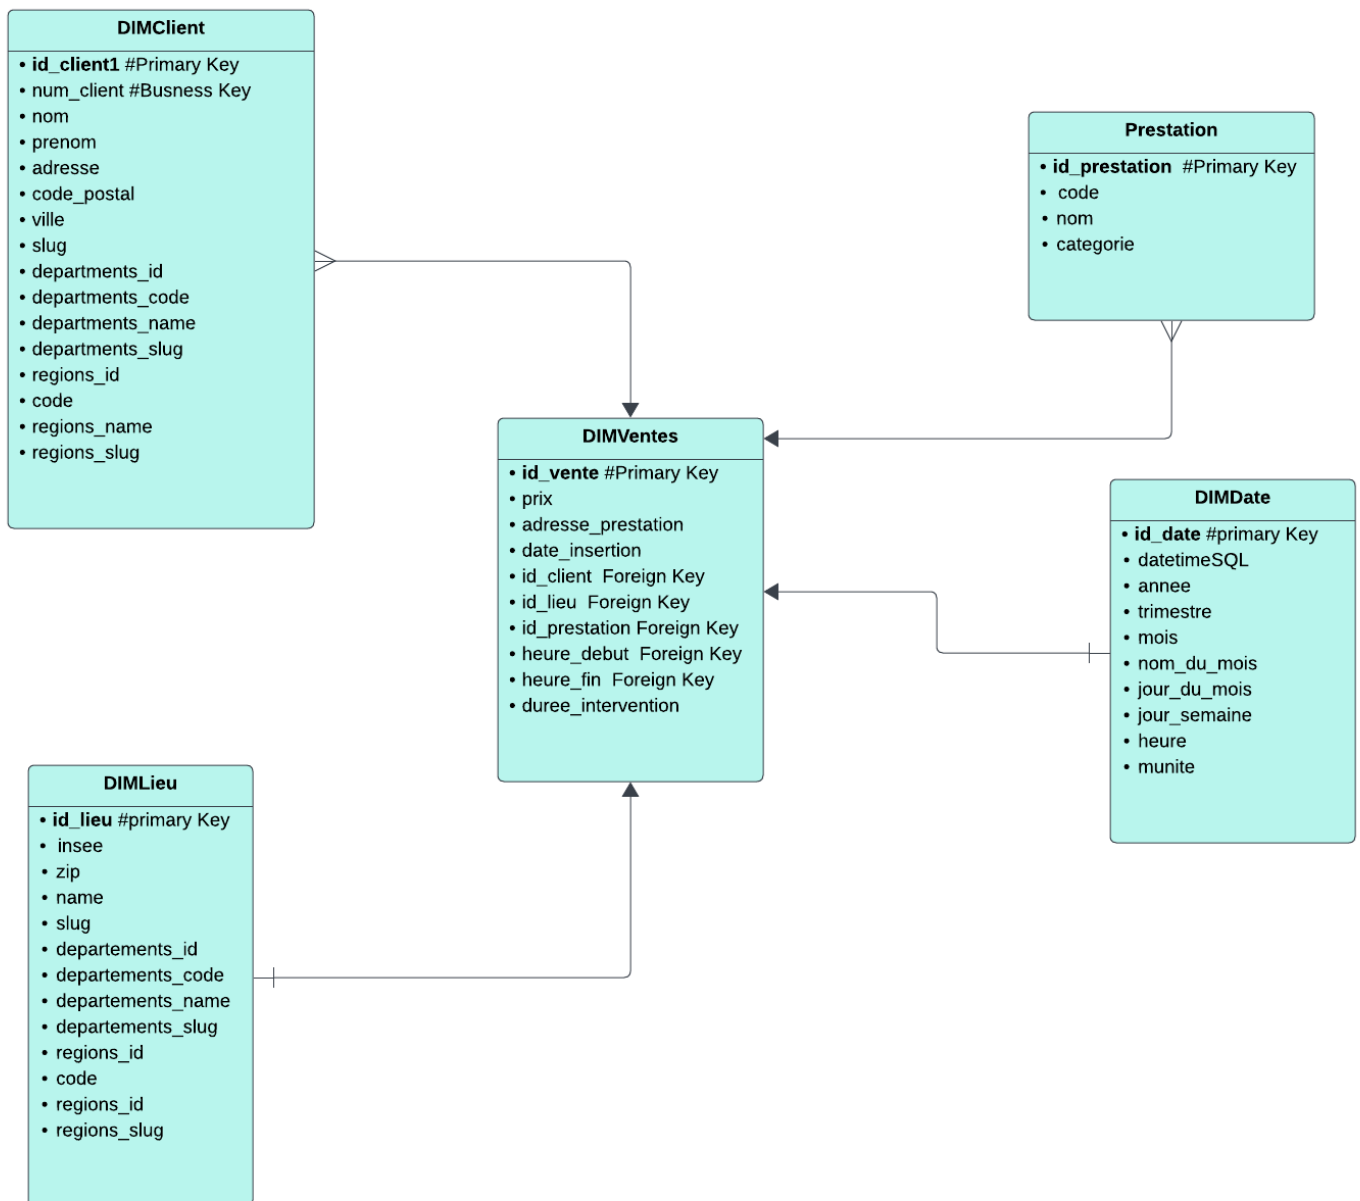 DIMClient
• id_client1 #Primary Key
• num_client #Busness Key
• nom
• prenom
• adresse
• code_postal
• ville
• slug
• departments_id
• departments_code
• departments_name
• departments_slug
• regions_id
• code
• regions_name
• regions_slug
Prestation
• id_prestation #Primary Key
• code
• nom
• categorie
DIMVentes
• id_vente #Primary Key
• prix
• adresse_prestation
• date_insertion
• id_client Foreign Key
• id_lieu Foreign Key
• id_prestation Foreign Key
• heure_debut Foreign Key
• heure_fin Foreign Key
• duree_intervention
DIMDate
• id_date #primary Key
• datetimeSQL
• annee
• trimestre
• mois
• nom_du_mois
• jour_du_mois
• jour_semaine
• heure
• munite
DIMLieu
• id_lieu #primary Key
• insee
• zip
• name
• slug
• departements_id
• departements_code
• departements_name
• departements_slug
• regions_id
• code
• regions_id
• regions_slug